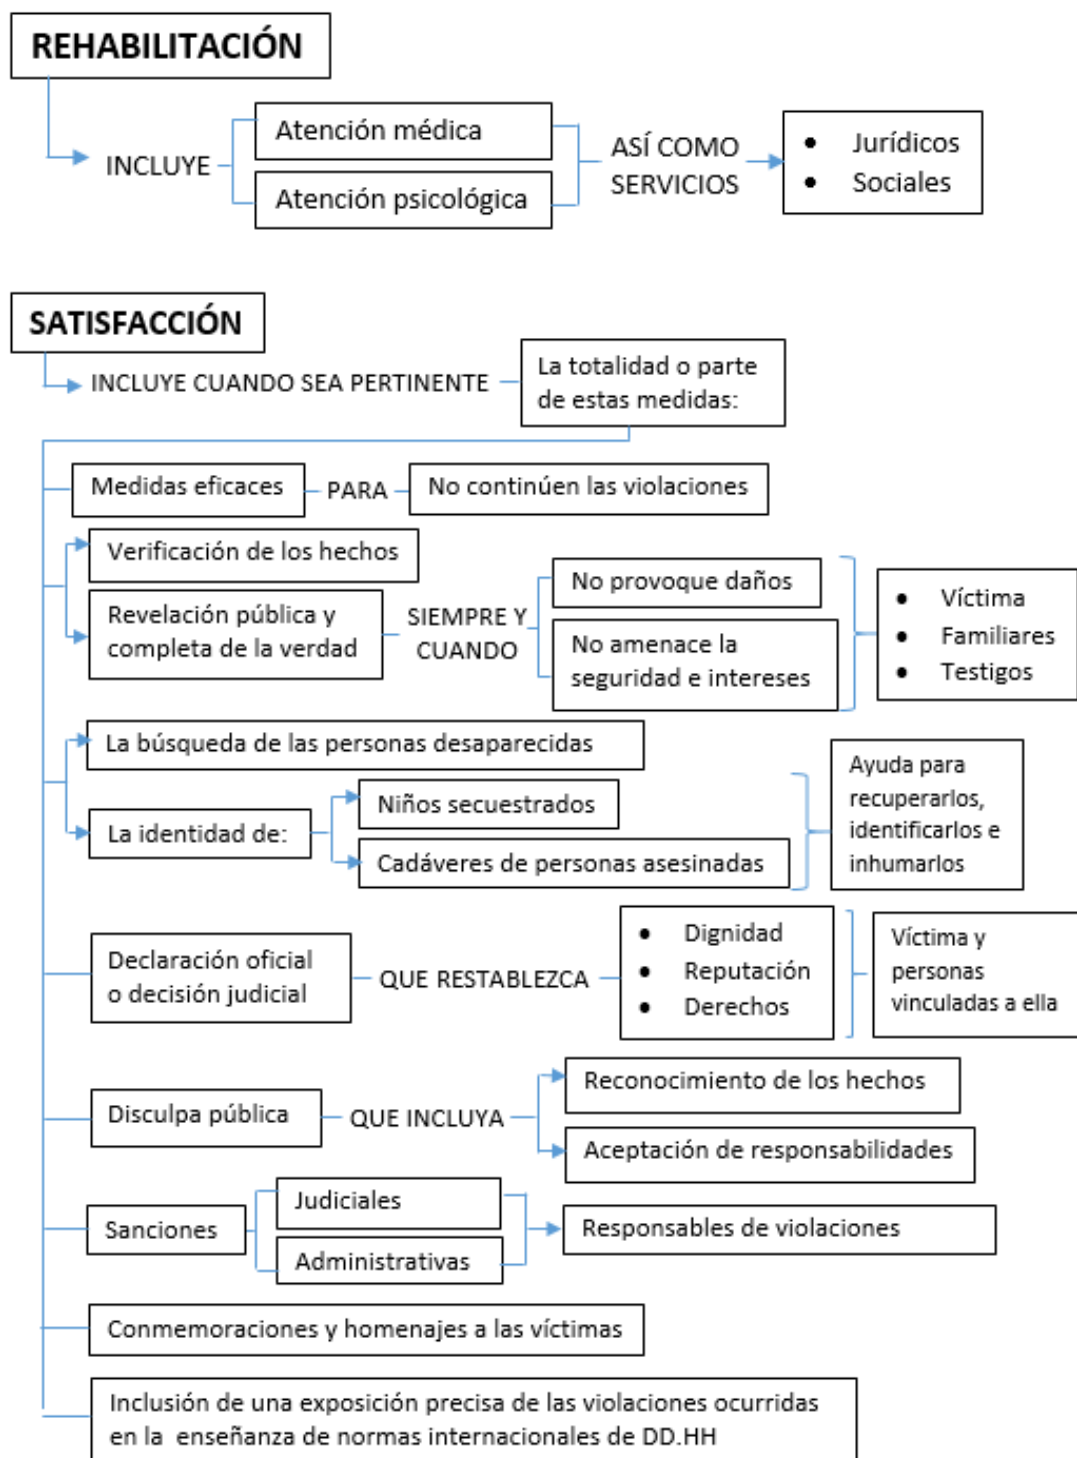 REHABILITACIÓN
INCLUYE
Atención médica
Atención psicológica
ASÍ COMO
SERVICIOS
• Jurídicos
• Sociales
SATISFACCIÓN
INCLUYE CUANDO SEA PERTINENTE
La totalidad o parte
de estas medidas:
Medidas eficaces
PARA
No continúen las violaciones
Verificación de los hechos
Revelación pública y
completa de la verdad
SIEMPRE Y
CUANDO
No provoque daños
No amenace la
seguridad e intereses
• Víctima
• Familiares
• Testigos
La búsqueda de las personas desaparecidas
La identidad de:
Niños secuestrados
Cadáveres de personas asesinadas
Ayuda para
recuperarlos,
identificarlos e
inhumarlos
Declaración oficial
o decisión judicial
QUE RESTABLEZCA
• Dignidad
• Reputación
• Derechos
Víctima y
personas
vinculadas a ella
Disculpa pública
QUE INCLUYA
Reconocimiento de los hechos
Aceptación de responsabilidades
Sanciones
Judiciales
Administrativas
Responsables de violaciones
Conmemoraciones y homenajes a las víctimas
Inclusión de una exposición precisa de las violaciones ocurridas
en la enseñanza de normas internacionales de DD.HH